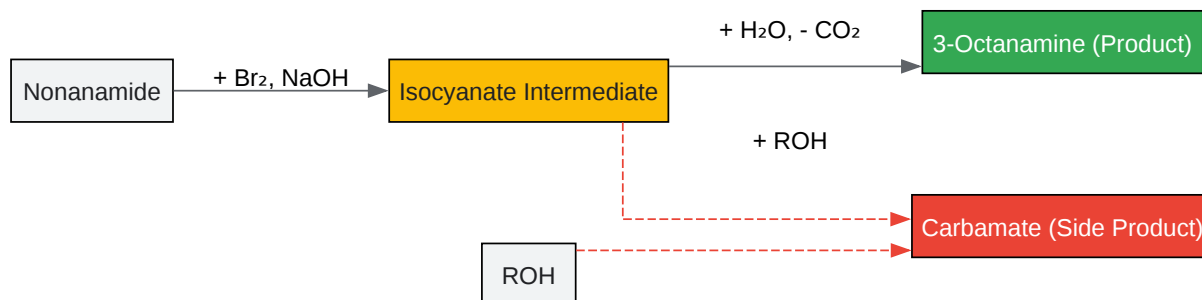 + H₂O, - CO₂
3-Octanamine (Product)
Nonanamide
+ Br₂, NaOH
Isocyanate Intermediate
+ ROH
Carbamate (Side Product)
ROH